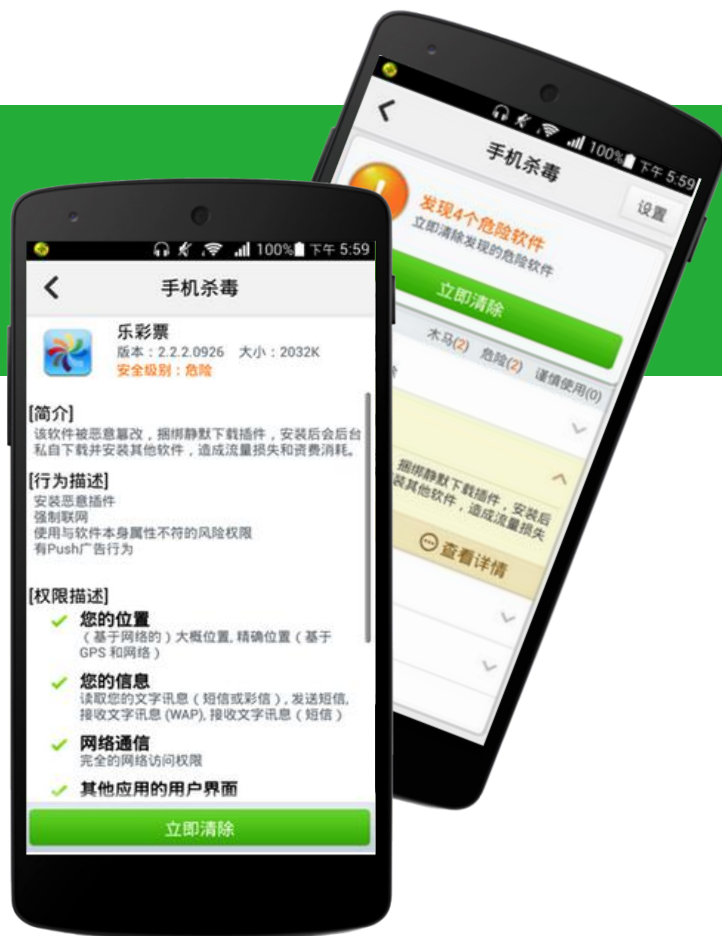 100% 下午 5:59
手机杀毒
乐彩票
版本：2.2.2.0926 大小：2032K
安全级别：危险
[简介]
该软件被恶意篡改，捆绑静默下载插件，安装后会后台
私自下载并安装其他软件，造成流量损失和资费消耗。
[行为描述]
安装恶意插件
强制联网
使用与软件本身属性不符的风险权限
有Push广告行为
[权限描述]
您的位置
（基于网络的）大概位置, 精确位置（基于
GPS 和网络）
您的信息
读取您的文字讯息（短信或彩信）, 发送短信,
接收文字讯息 (WAP), 接收文字讯息（短信）
网络通信
完全的网络访问权限
其他应用的用户界面
立即清除
100% 下午 5:59
手机杀毒
设置
发现4个危险软件
立即清除发现的危险软件
立即清除
木马(2) 危险(2) 谨慎使用(0)
捆绑静默下载插件，安装后
装其他软件，造成流量损失
查看详情